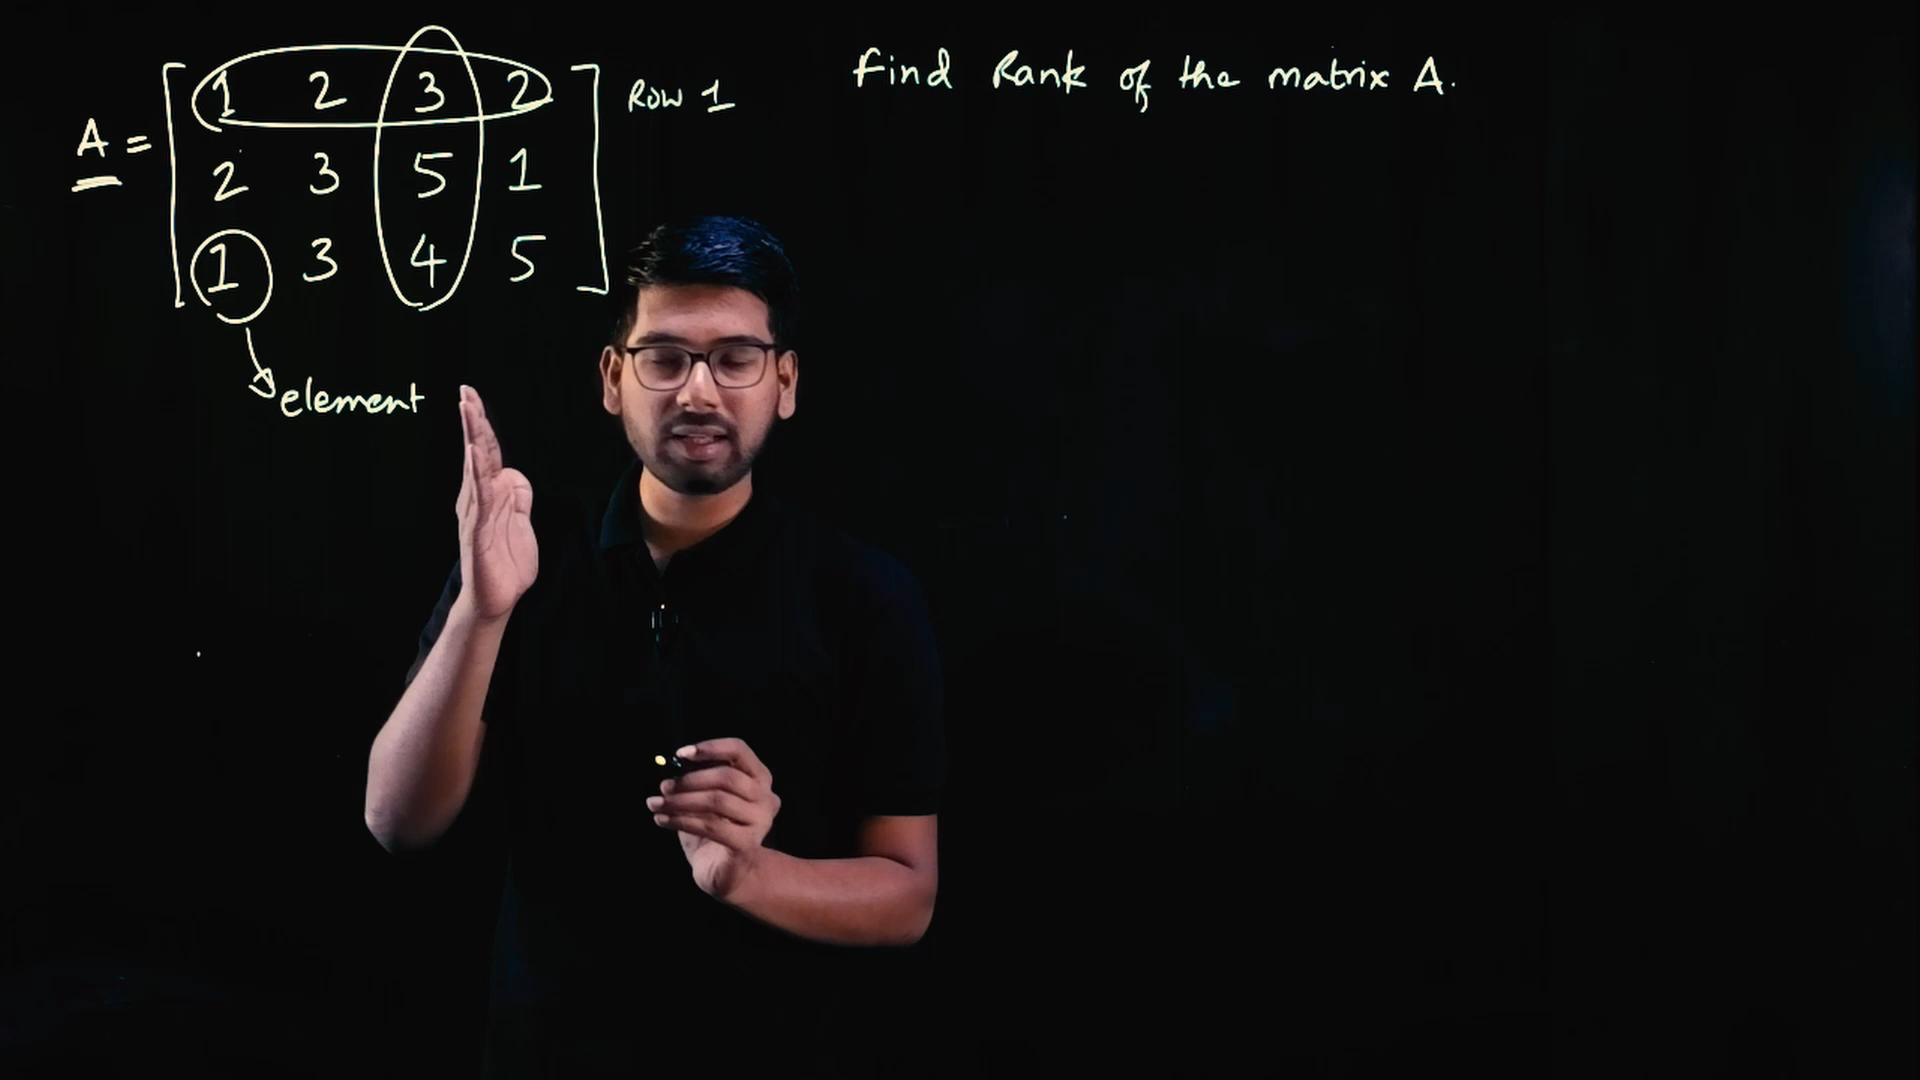 A = [ 1 2 3 2 ] Row 1
2 3 5 1
1 3 4 5
element
Find Rank of the matrix A.